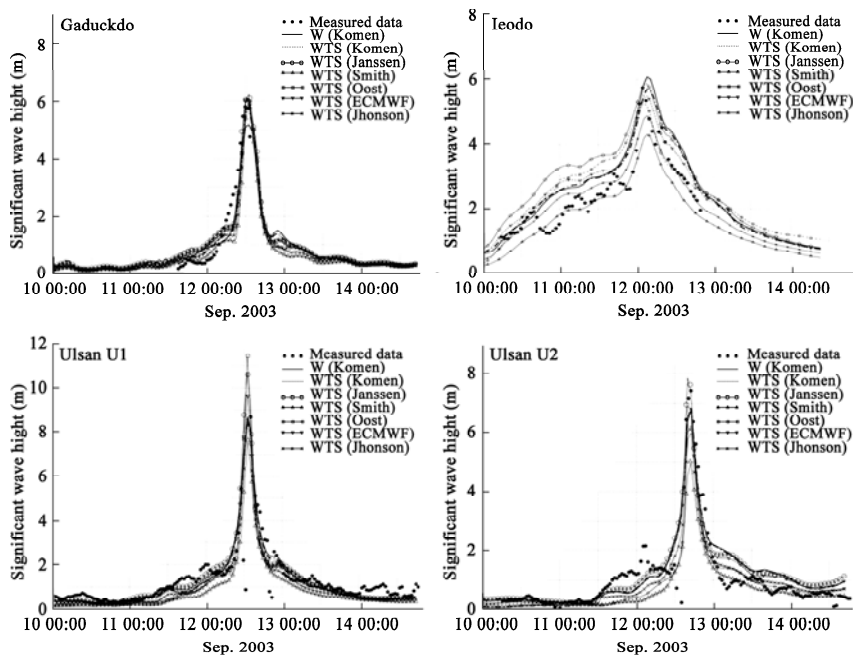 Gaduckdo
Measured data
W (Komen)
WTS (Komen)
WTS (Janssen)
WTS (Smith)
WTS (Oost)
WTS (ECMWF)
WTS (Jhonson)
Significant wave hight (m)
8
6
4
2
0
10 00:00 11 00:00 12 00:00 13 00:00 14 00:00
Sep. 2003
Ieodo
Measured data
W (Komen)
WTS (Komen)
WTS (Janssen)
WTS (Smith)
WTS (Oost)
WTS (ECMWF)
WTS (Jhonson)
Significant wave hight (m)
8
6
4
2
0
10 00:00 11 00:00 12 00:00 13 00:00 14 00:00
Sep. 2003
Ulsan U1
Measured data
W (Komen)
WTS (Komen)
WTS (Janssen)
WTS (Smith)
WTS (Oost)
WTS (ECMWF)
WTS (Jhonson)
Significant wave hight (m)
12
10
8
6
4
2
0
10 00:00 11 00:00 12 00:00 13 00:00 14 00:00
Sep. 2003
Ulsan U2
Measured data
W (Komen)
WTS (Komen)
WTS (Janssen)
WTS (Smith)
WTS (Oost)
WTS (ECMWF)
WTS (Jhonson)
Significant wave hight (m)
8
6
4
2
0
10 00:00 11 00:00 12 00:00 13 00:00 14 00:00
Sep. 2003